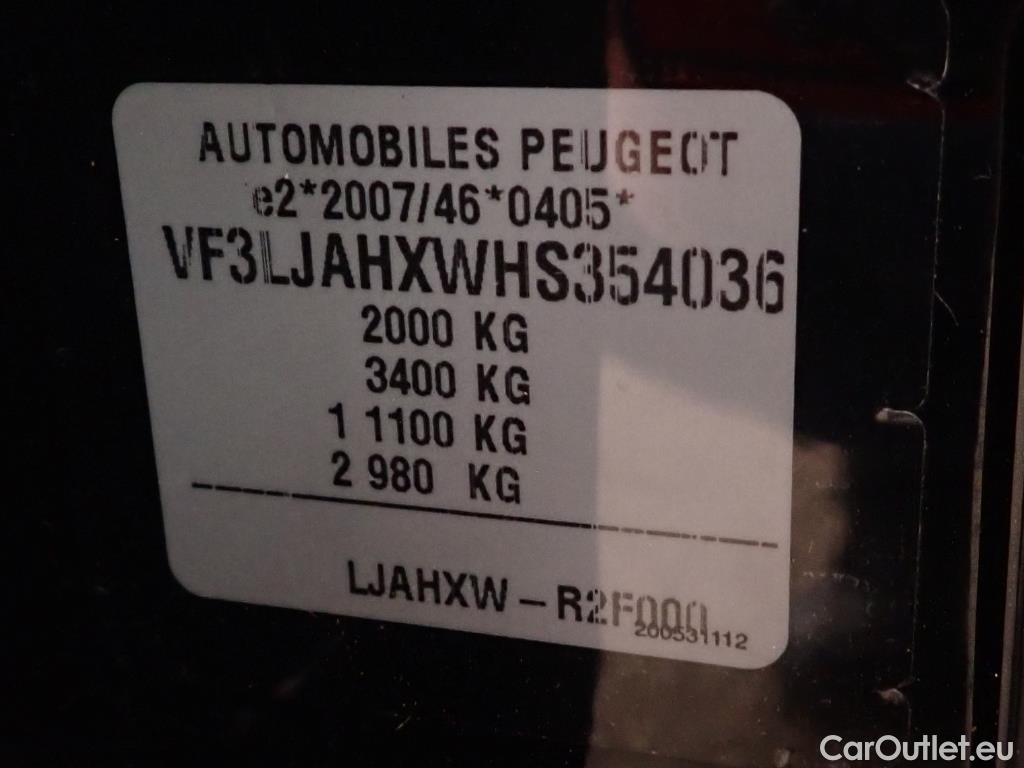 AUTOMOBILES PEUGEOT
e2*2007/46*0405*
VF3LJAHXWHS354036
2000 KG
3400 KG
1 1100 KG
2 980 KG
LJAHXW – R2F000
200531112
CarOutlet.eu